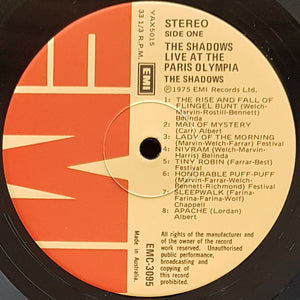 YAX5015
33 1/3 R.P.M.
EMI
STEREO
SIDE ONE
THE SHADOWS
LIVE AT THE
PARIS OLYMPIA
THE SHADOWS
℗1975 EMI Records Ltd.
1: THE RISE AND FALL OF
FLINGEL BUNT (Welch-
Marvin-Rostill-Bennett)
Belinda
2: MAN OF MYSTERY
(Carr) Albert
3: LADY OF THE MORNING
(Marvin-Welch-Farrar) Festival
4: NIVRAM (Welch-Marvin-
Harris) Belinda
5: TINY ROBIN (Farrar-Best)
Festival
6: HONORABLE PUFF-PUFF
(Marvin-Welch-Farrar-
Bennett-Richmond) Festival
7: SLEEPWALK (Farina-
Farina-Farina-Wolf)
Chappell
8: APACHE (Lordan)
Albert
All rights of the manufacturer and
of the owner of the record
work reserved. Unauthorised
public performance,
broadcasting and
copying of
this record
prohibited.
EMC.3095
Made in
Australia.
EMI